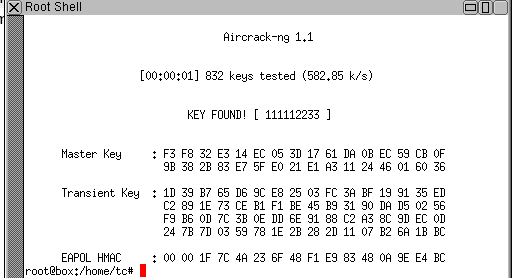 Root Shell
Aircrack-ng 1.1
[00:00:01] 832 keys tested (582.85 k/s)
KEY FOUND! [ 111112233 ]
Master Key : F3 F8 32 E3 14 EC 05 3D 17 61 DA 0B EC 59 CB 0F
9B 38 2B 83 E7 5F E0 21 E1 A3 11 24 46 01 60 36
Transient Key : 1D 39 B7 65 D6 9C E8 25 03 FC 3A BF 19 91 35 ED
C2 89 1E 73 CE B1 F1 BE 45 B9 31 90 DA D5 02 56
F9 B6 0D 7C 3B 0E DD 6E 91 88 C2 A3 8C 9D EC 0D
24 7B 7D 03 59 78 1E 2B 28 2D 11 07 B2 6A 1B BC
EAPOL HMAC : 00 00 1F 7C 4A 23 6F 48 F1 E9 83 48 0A 9E E4 BC
root@box:/home/tc#